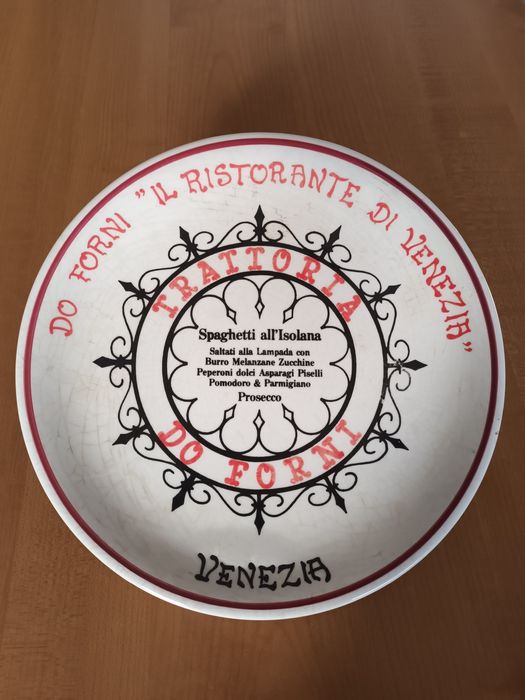 DO FORNI "IL RISTORANTE DI VENEZIA"
TRATTORIA
Spaghetti all'Isolana
Saltati alla Lampada con
Burro Melanzane Zucchine
Peperoni dolci Asparagi Piselli
Pomodoro & Parmigiano
Prosecco
DO FORNI
VENEZIA